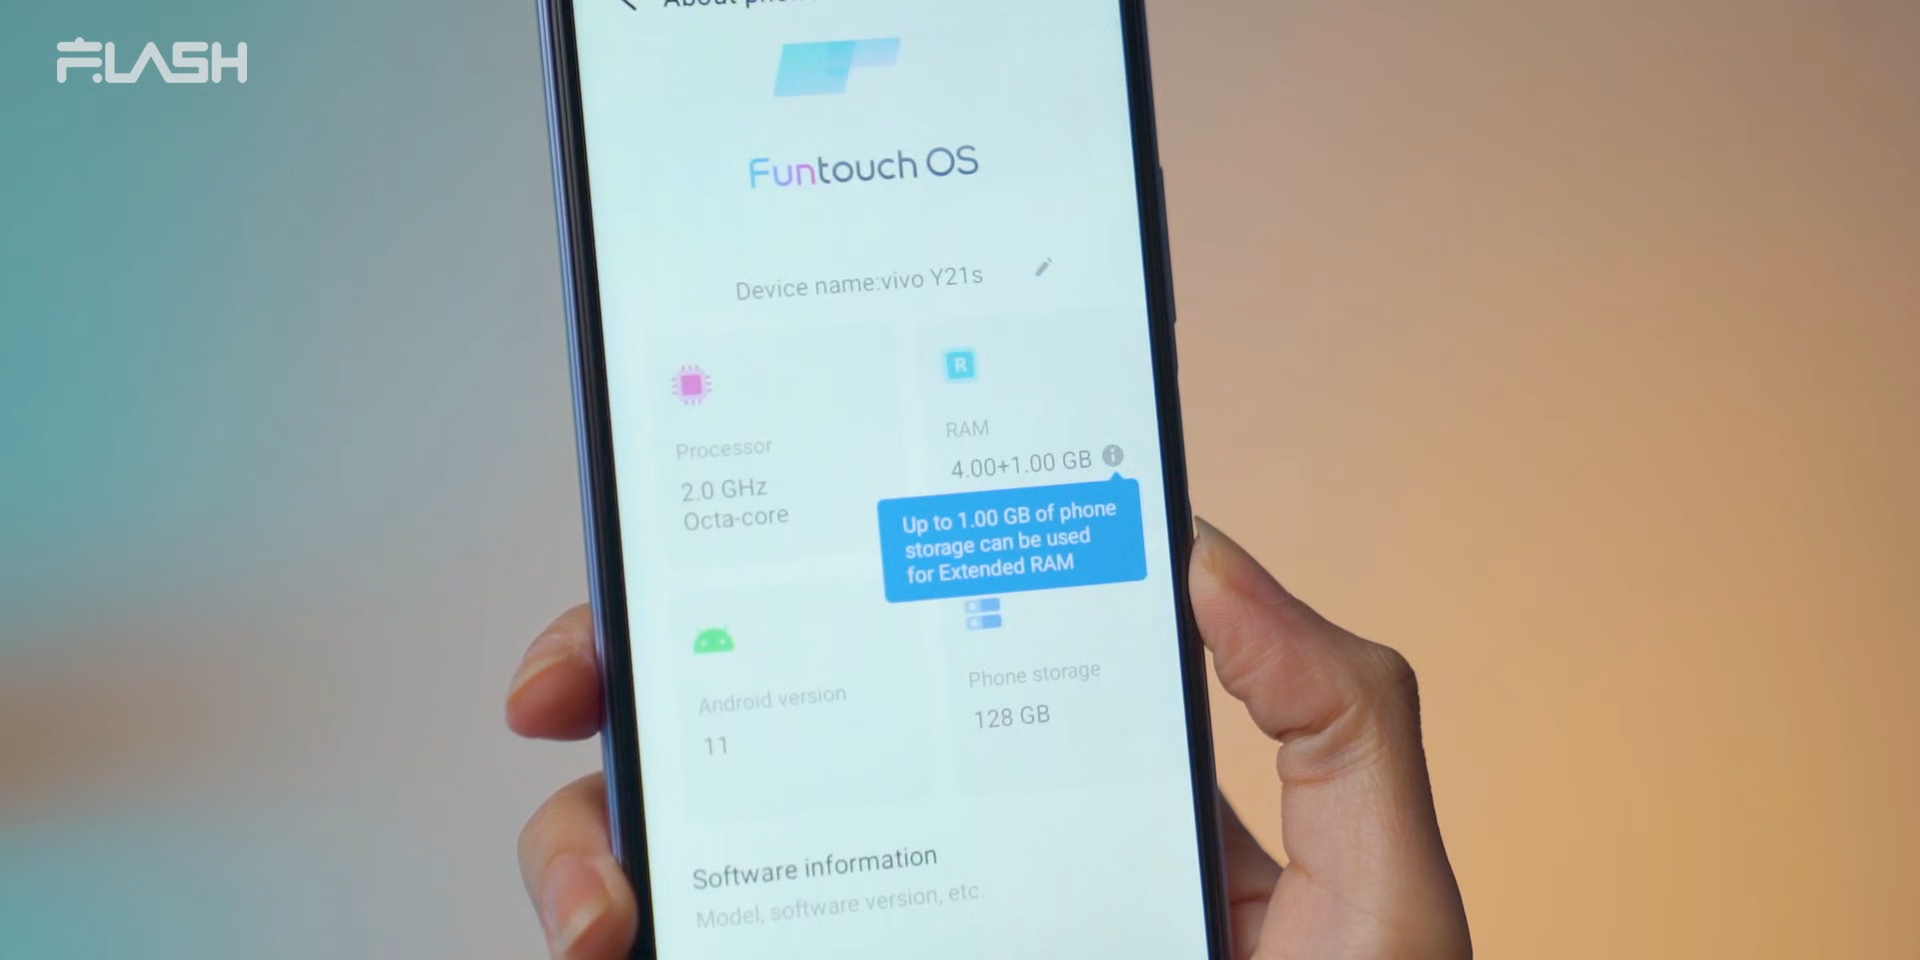 FLASH
About
Funtouch OS
Device name:vivo Y21s
R
RAM
4.00+1.00 GB
Processor
2.0 GHz
Octa-core
Up to 1.00 GB of phone
storage can be used
for Extended RAM
Android version
11
Phone storage
128 GB
Software information
Model, software version, etc.